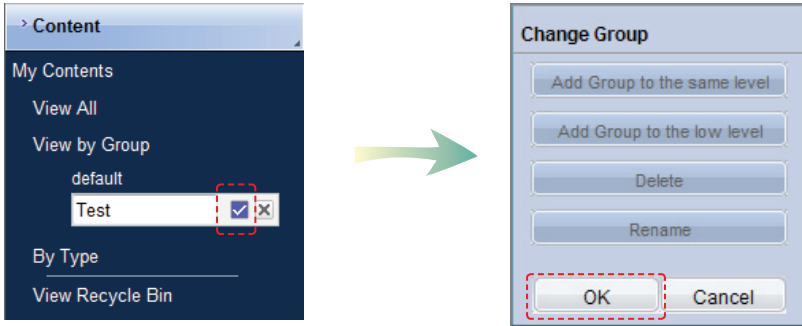 Content
My Contents
View All
View by Group
default
Test
By Type
View Recycle Bin
Change Group
Add Group to the same level
Add Group to the low level
Delete
Rename
OK
Cancel